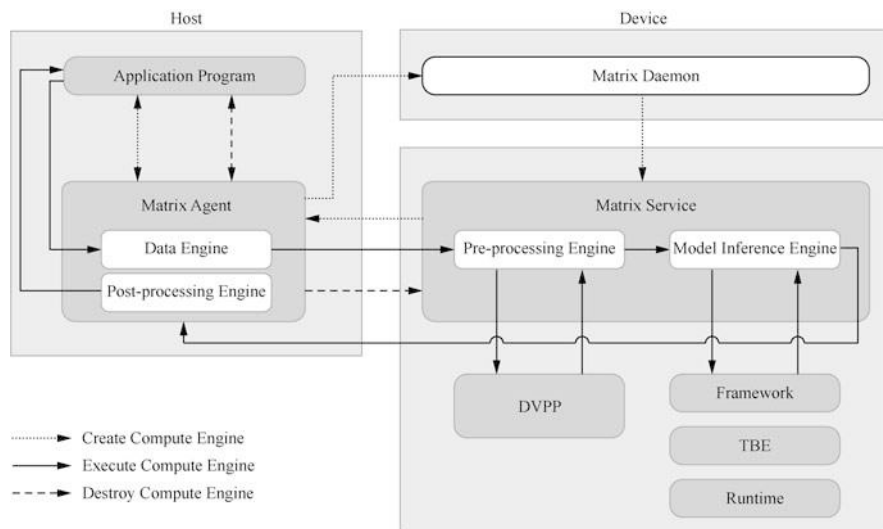 Host
Device
Application Program
Matrix Daemon
Matrix Agent
Matrix Service
Data Engine
Pre-processing Engine
Model Inference Engine
Post-processing Engine
DVPP
Framework
TBE
Runtime
Create Compute Engine
Execute Compute Engine
Destroy Compute Engine